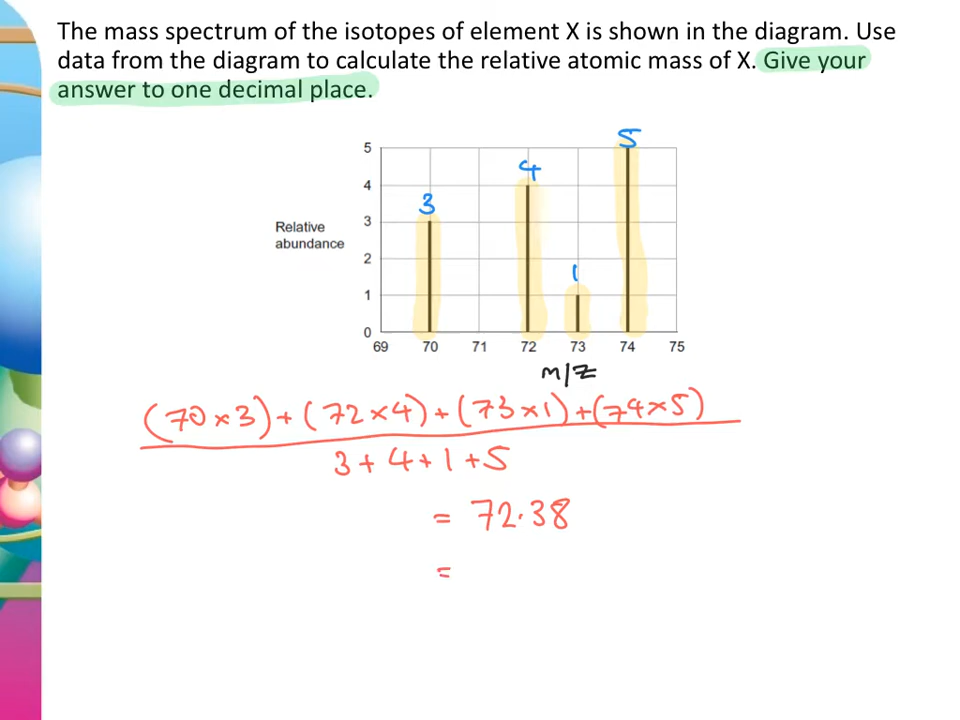 The mass spectrum of the isotopes of element X is shown in the diagram. Use
data from the diagram to calculate the relative atomic mass of X. Give your
answer to one decimal place.
5
5
4
4
3
3
Relative
abundance
2
1
1
0
69 70 71 72 73 74 75
m/z
(70 × 3) + (72 × 4) + (73 × 1) + (74 × 5)
3 + 4 + 1 + 5
= 72.38
=